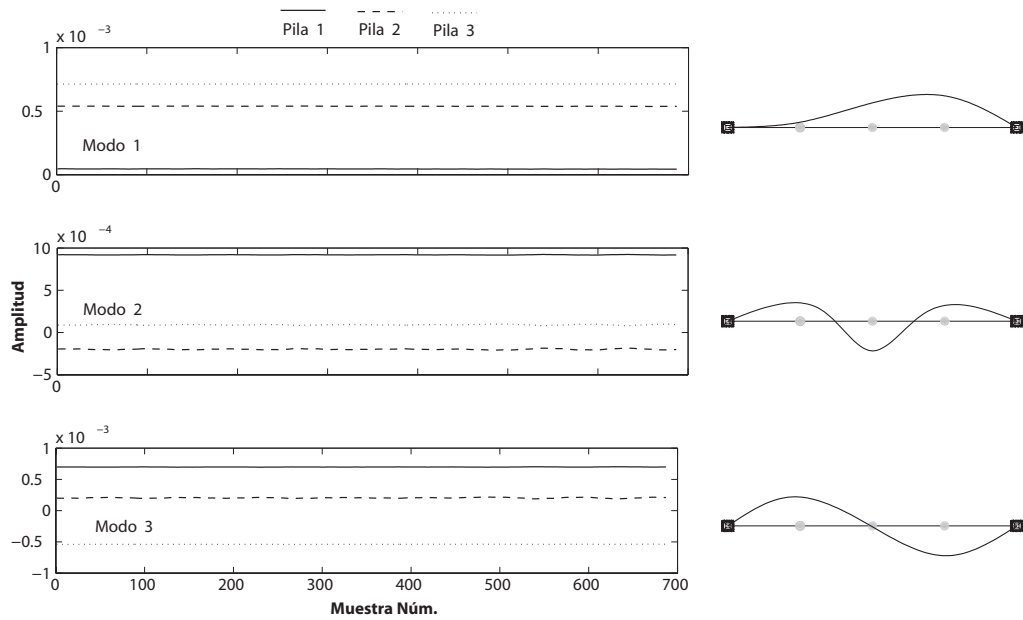 Pila 1 Pila 2 Pila 3
x 10 −3
1
0.5
0
Modo 1
0
x 10 −4
10
5
0
−5
Modo 2
0
Amplitud
x 10 −3
1
0.5
0
−0.5
−1
Modo 3
0 100 200 300 400 500 600 700
Muestra Núm.